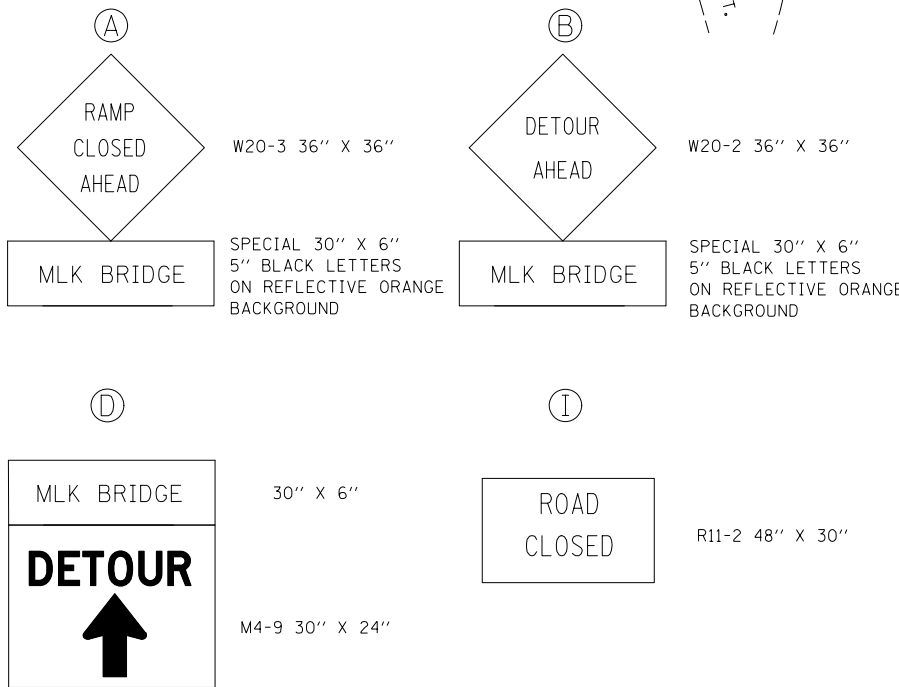 A
B
T.
RAMP
CLOSED
AHEAD
W20-3 36'' X 36''
DETOUR
AHEAD
W20-2 36'' X 36''
MLK BRIDGE
SPECIAL 30'' X 6''
5'' BLACK LETTERS
ON REFLECTIVE ORANGE
BACKGROUND
MLK BRIDGE
SPECIAL 30'' X 6''
5'' BLACK LETTERS
ON REFLECTIVE ORANGE
BACKGROUND
D
I
MLK BRIDGE
30'' X 6''
DETOUR
M4-9 30'' X 24''
ROAD
CLOSED
R11-2 48'' X 30''